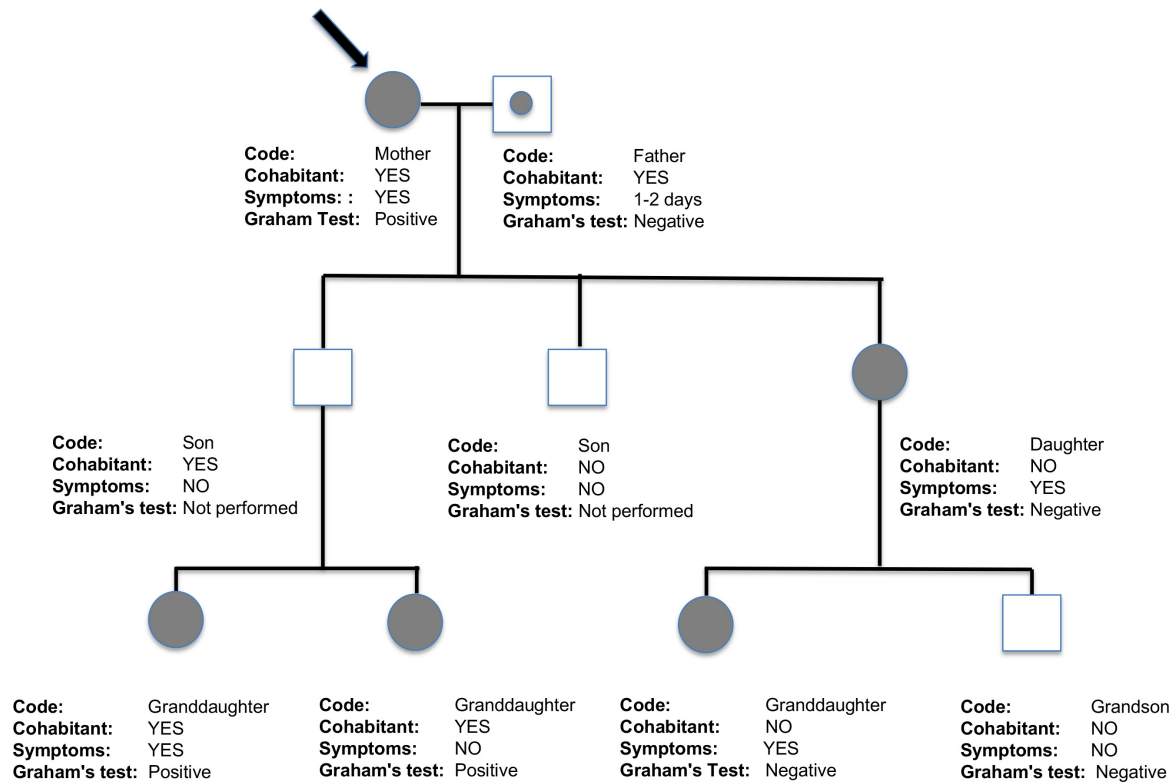 Code: Mother
Cohabitant: YES
Symptoms: : YES
Graham Test: Positive
Code: Father
Cohabitant: YES
Symptoms: 1-2 days
Graham's test: Negative
Code: Son
Cohabitant: YES
Symptoms: NO
Graham's test: Not performed
Code: Son
Cohabitant: NO
Symptoms: NO
Graham's test: Not performed
Code: Daughter
Cohabitant: NO
Symptoms: YES
Graham's test: Negative
Code: Granddaughter
Cohabitant: YES
Symptoms: YES
Graham's test: Positive
Code: Granddaughter
Cohabitant: YES
Symptoms: NO
Graham's test: Positive
Code: Granddaughter
Cohabitant: NO
Symptoms: YES
Graham's Test: Negative
Code: Grandson
Cohabitant: NO
Symptoms: NO
Graham's test: Negative